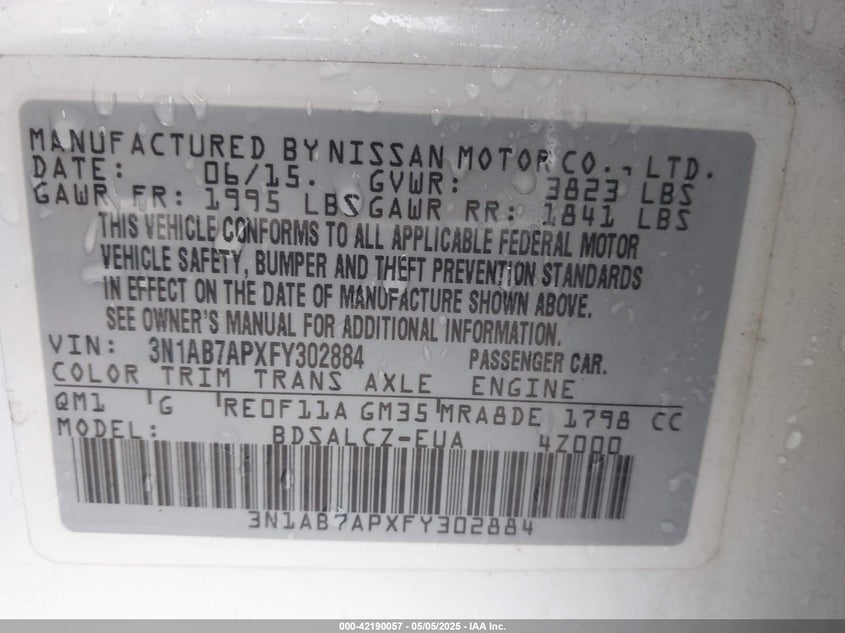 MANUFACTURED BY NISSAN MOTOR CO., LTD.
DATE: 06/15. GVWR: 3823 LBS
GAWR FR: 1995 LBS GAWR RR: 1841 LBS
THIS VEHICLE CONFORMS TO ALL APPLICABLE FEDERAL MOTOR
VEHICLE SAFETY, BUMPER AND THEFT PREVENTION STANDARDS
IN EFFECT ON THE DATE OF MANUFACTURE SHOWN ABOVE.
SEE OWNER'S MANUAL FOR ADDITIONAL INFORMATION.
VIN: 3N1AB7APXFY302884 PASSENGER CAR.
COLOR TRIM TRANS AXLE ENGINE
QM1 G RE0F11A GM35 MRA8DE 1798 CC
MODEL: BDSALCZ-EUA 4Z000
3N1AB7APXFY302884
000-42190057 - 05/05/2025 - IAA Inc.